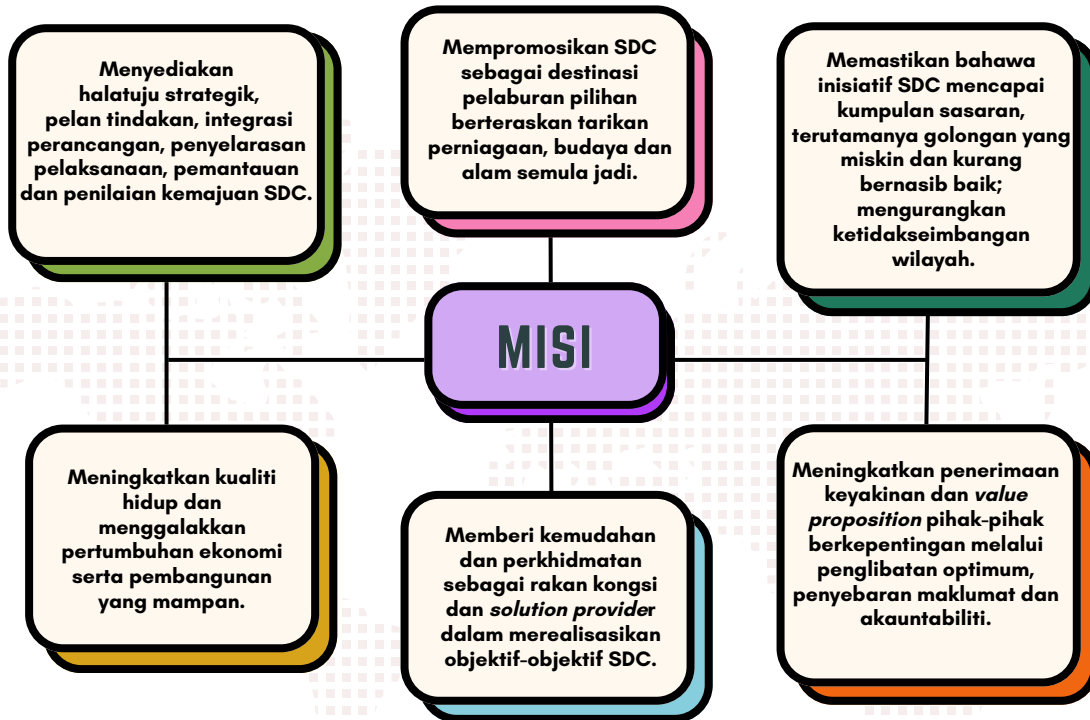 Menyediakan
halatuju strategik,
pelan tindakan, integrasi
perancangan, penyelarasan
pelaksanaan, pemantauan
dan penilaian kemajuan SDC.
Mempromosikan SDC
sebagai destinasi
pelaburan pilihan
berteraskan tarikan
perniagaan, budaya dan
alam semula jadi.
Memastikan bahawa
inisiatif SDC mencapai
kumpulan sasaran,
terutamanya golongan yang
miskin dan kurang
bernasib baik;
mengurangkan
ketidakseimbangan
wilayah.
MISI
Meningkatkan kualiti
hidup dan
menggalakkan
pertumbuhan ekonomi
serta pembangunan
yang mampan.
Memberi kemudahan
dan perkhidmatan
sebagai rakan kongsi
dan solution provider
dalam merealisasikan
objektif-objektif SDC.
Meningkatkan penerimaan
keyakinan dan value
proposition pihak-pihak
berkepentingan melalui
penglibatan optimum,
penyebaran maklumat dan
akauntabiliti.